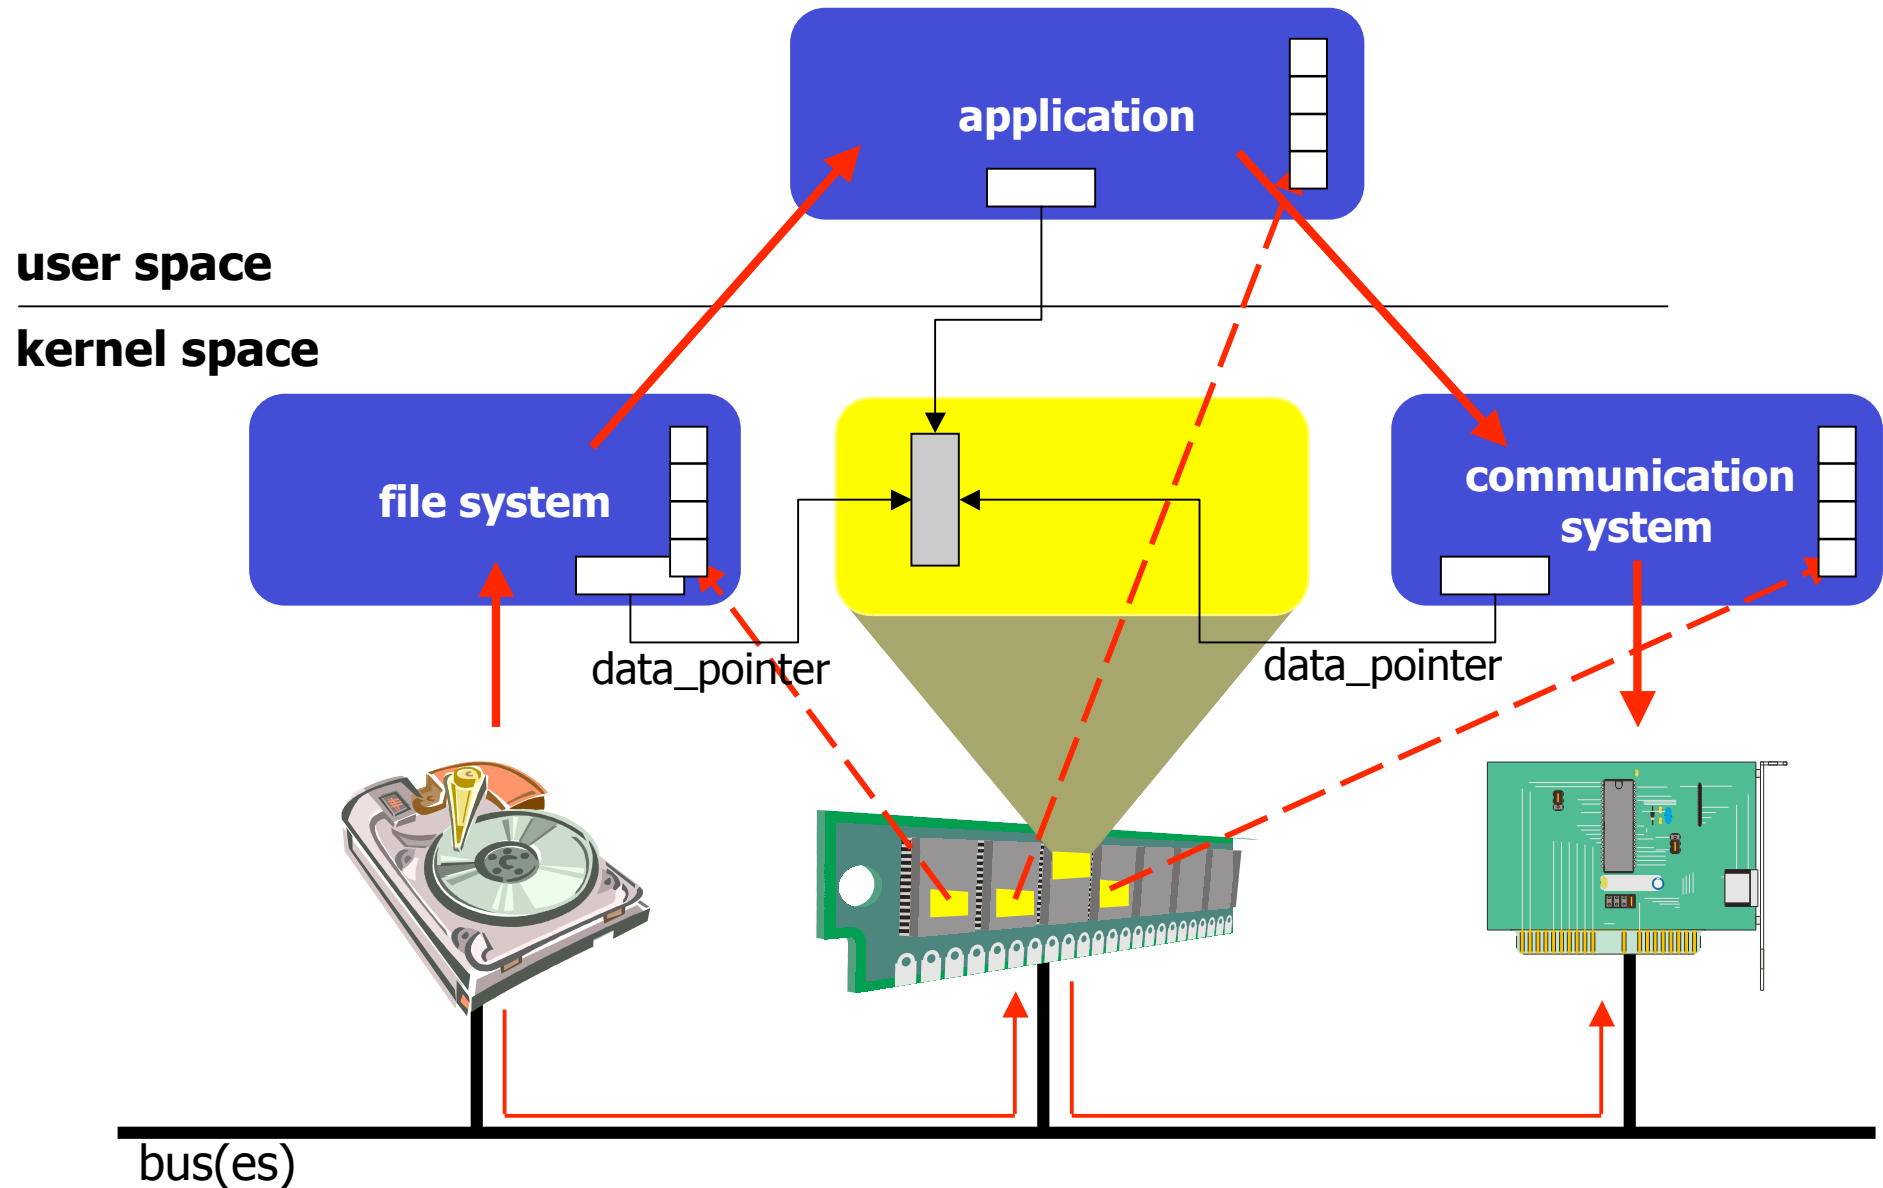 application
user space
kernel space
file system
communication
system
data_pointer
data_pointer
bus(es)